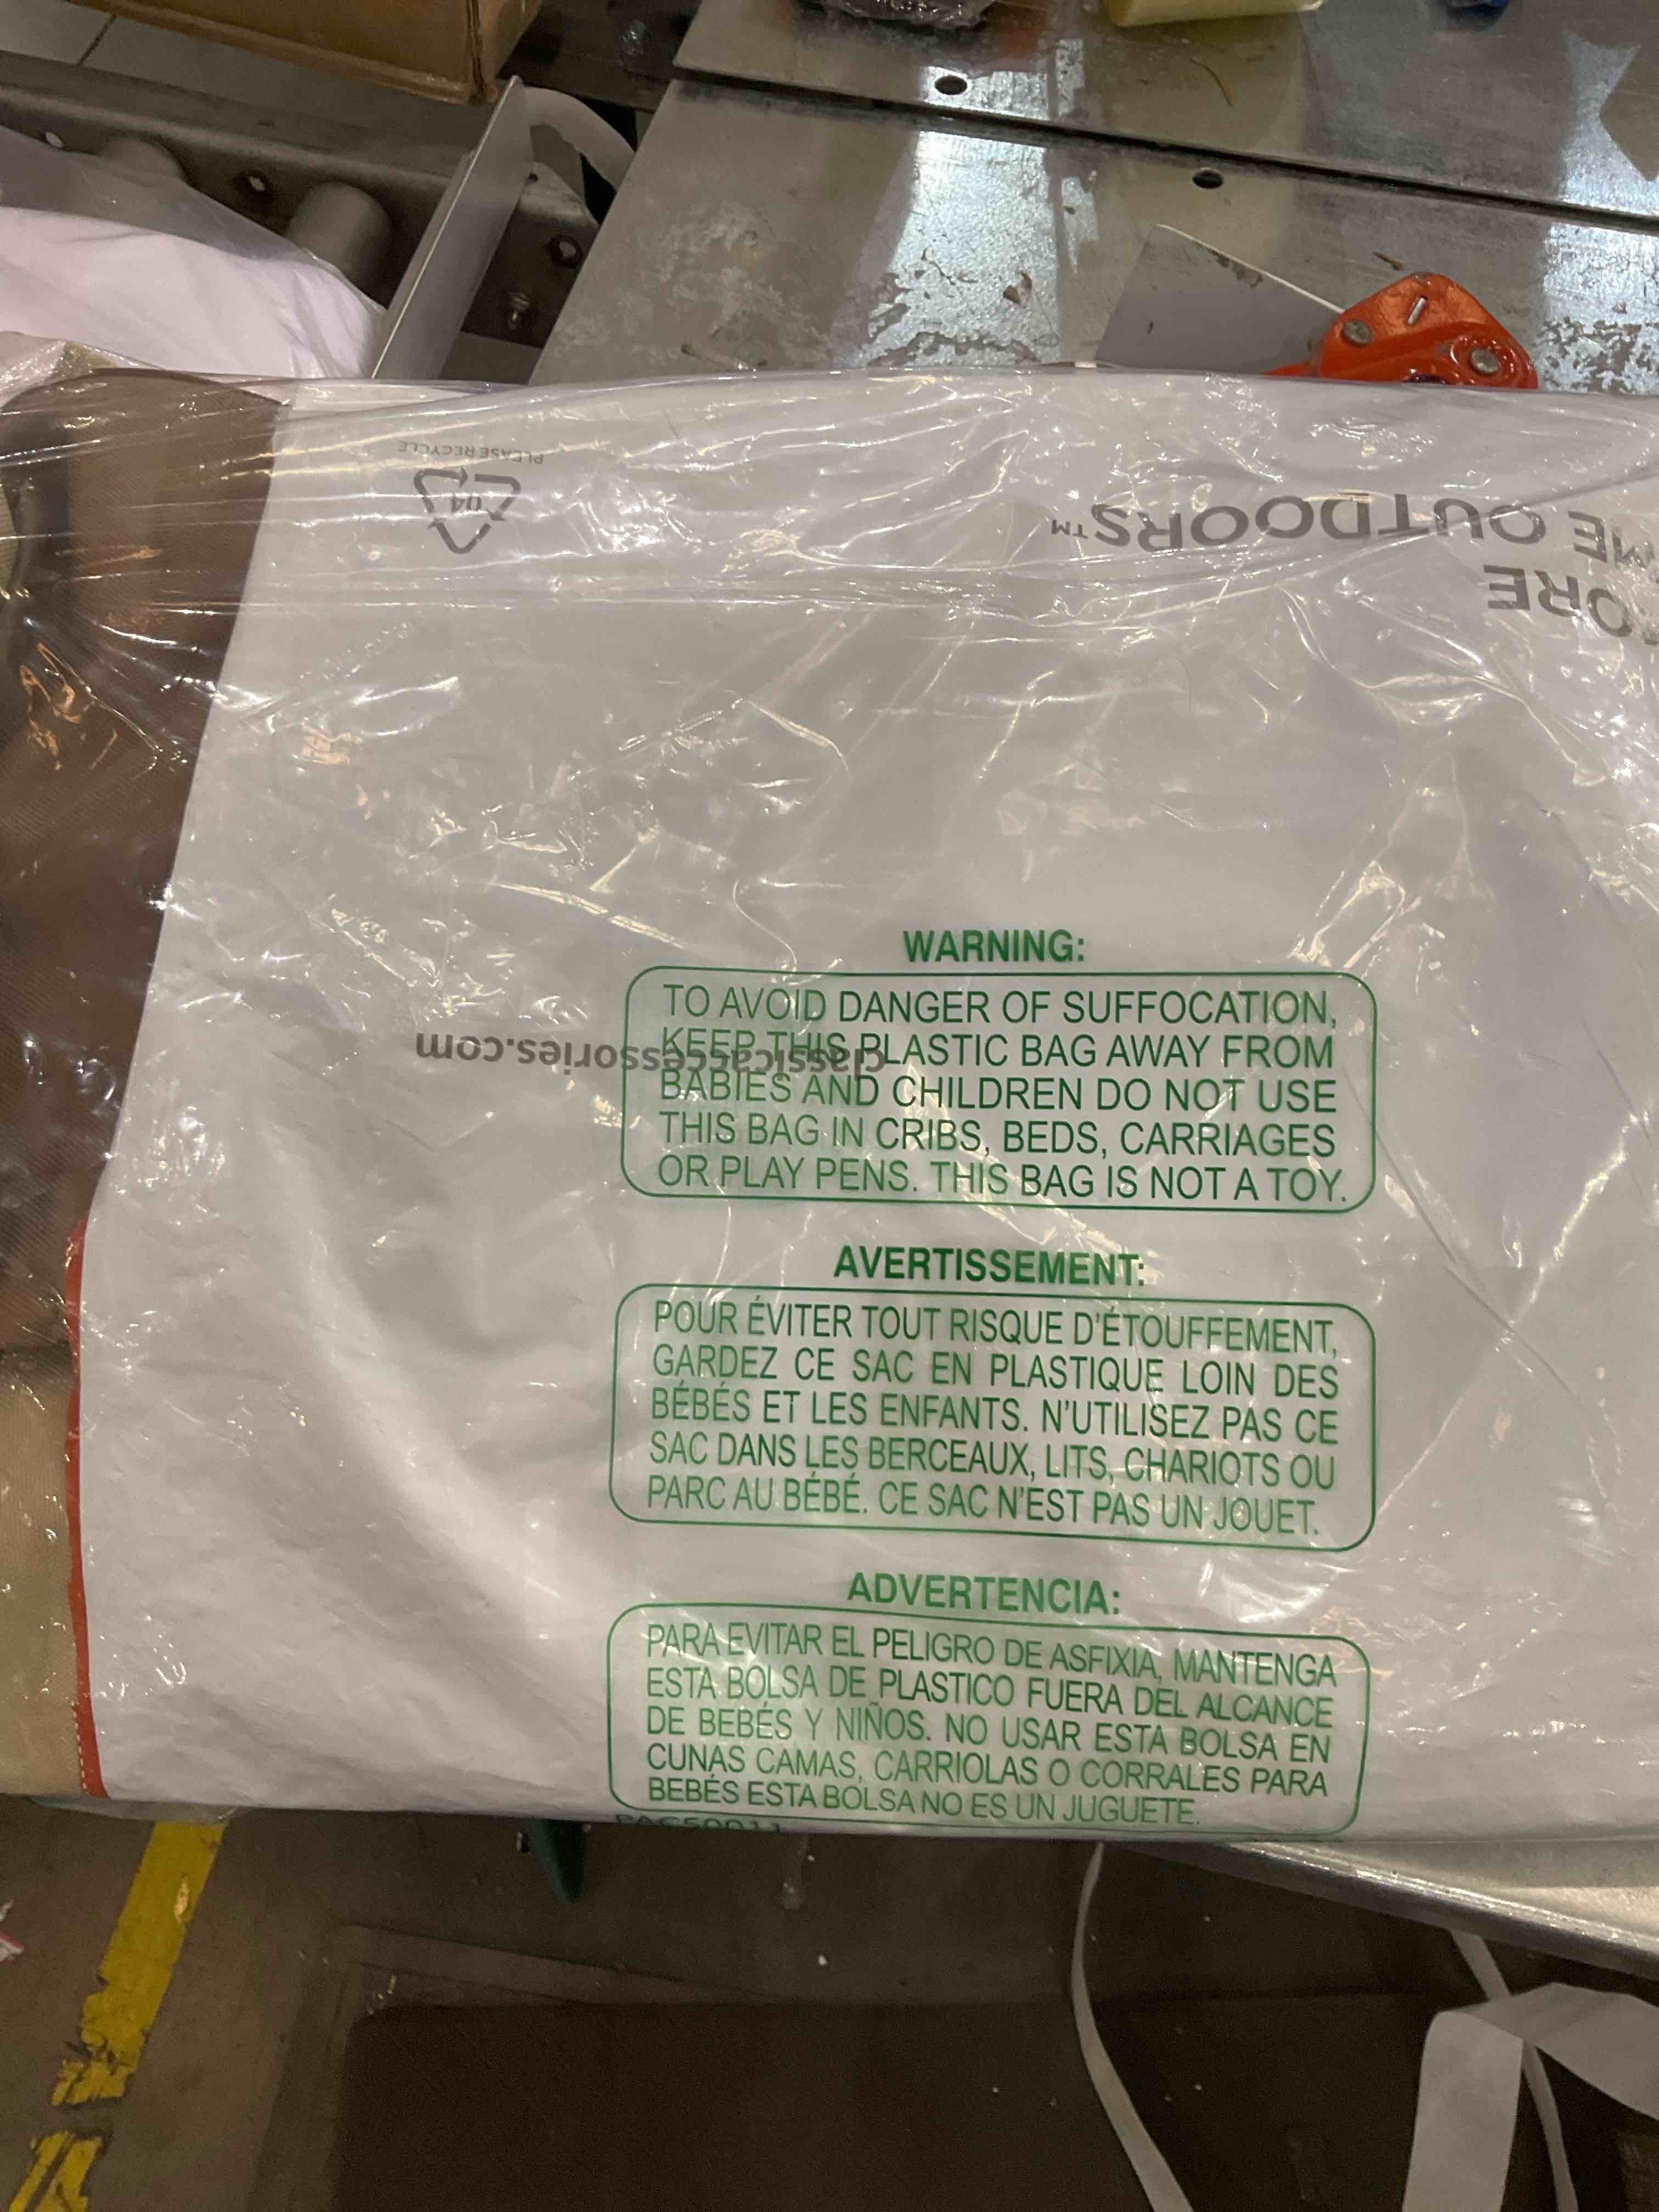 PLEASE RECYCLE
04
ORE
ME OUTDOORS™
WARNING:
TO AVOID DANGER OF SUFFOCATION,
KEEP THIS PLASTIC BAG AWAY FROM
BABIES AND CHILDREN DO NOT USE
THIS BAG IN CRIBS, BEDS, CARRIAGES
OR PLAY PENS. THIS BAG IS NOT A TOY.
classicaccessories.com
AVERTISSEMENT:
POUR ÉVITER TOUT RISQUE D'ÉTOUFFEMENT,
GARDEZ CE SAC EN PLASTIQUE LOIN DES
BÉBÉS ET LES ENFANTS. N'UTILISEZ PAS CE
SAC DANS LES BERCEAUX, LITS, CHARIOTS OU
PARC AU BÉBÉ. CE SAC N'EST PAS UN JOUET.
ADVERTENCIA:
PARA EVITAR EL PELIGRO DE ASFIXIA, MANTENGA
ESTA BOLSA DE PLASTICO FUERA DEL ALCANCE
DE BEBÉS Y NIÑOS. NO USAR ESTA BOLSA EN
CUNAS CAMAS, CARRIOLAS O CORRALES PARA
BEBÉS ESTA BOLSA NO ES UN JUGUETE.